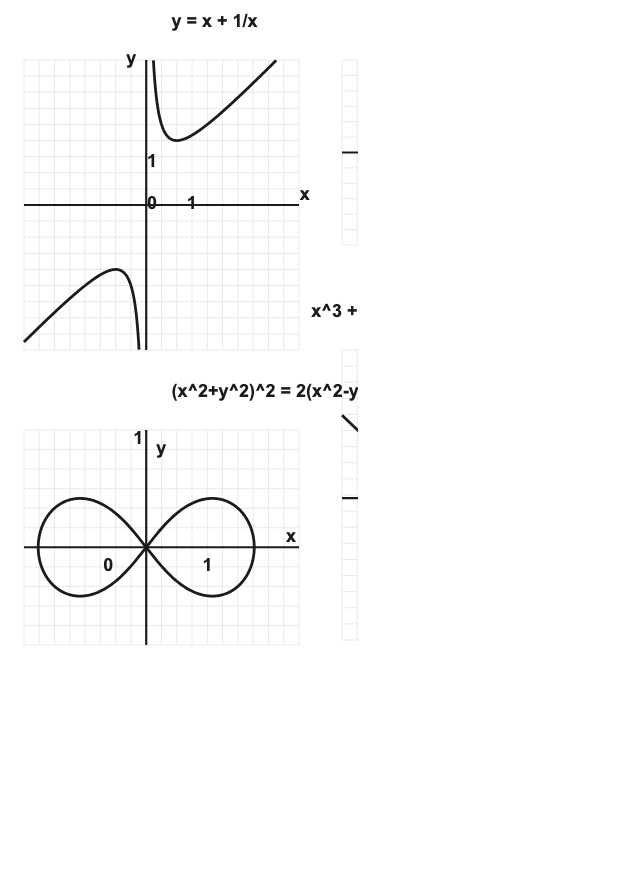 y = x + 1/x
y
1
x
0 1
x^3 +
(x^2+y^2)^2 = 2(x^2-y
1
y
x
0 1